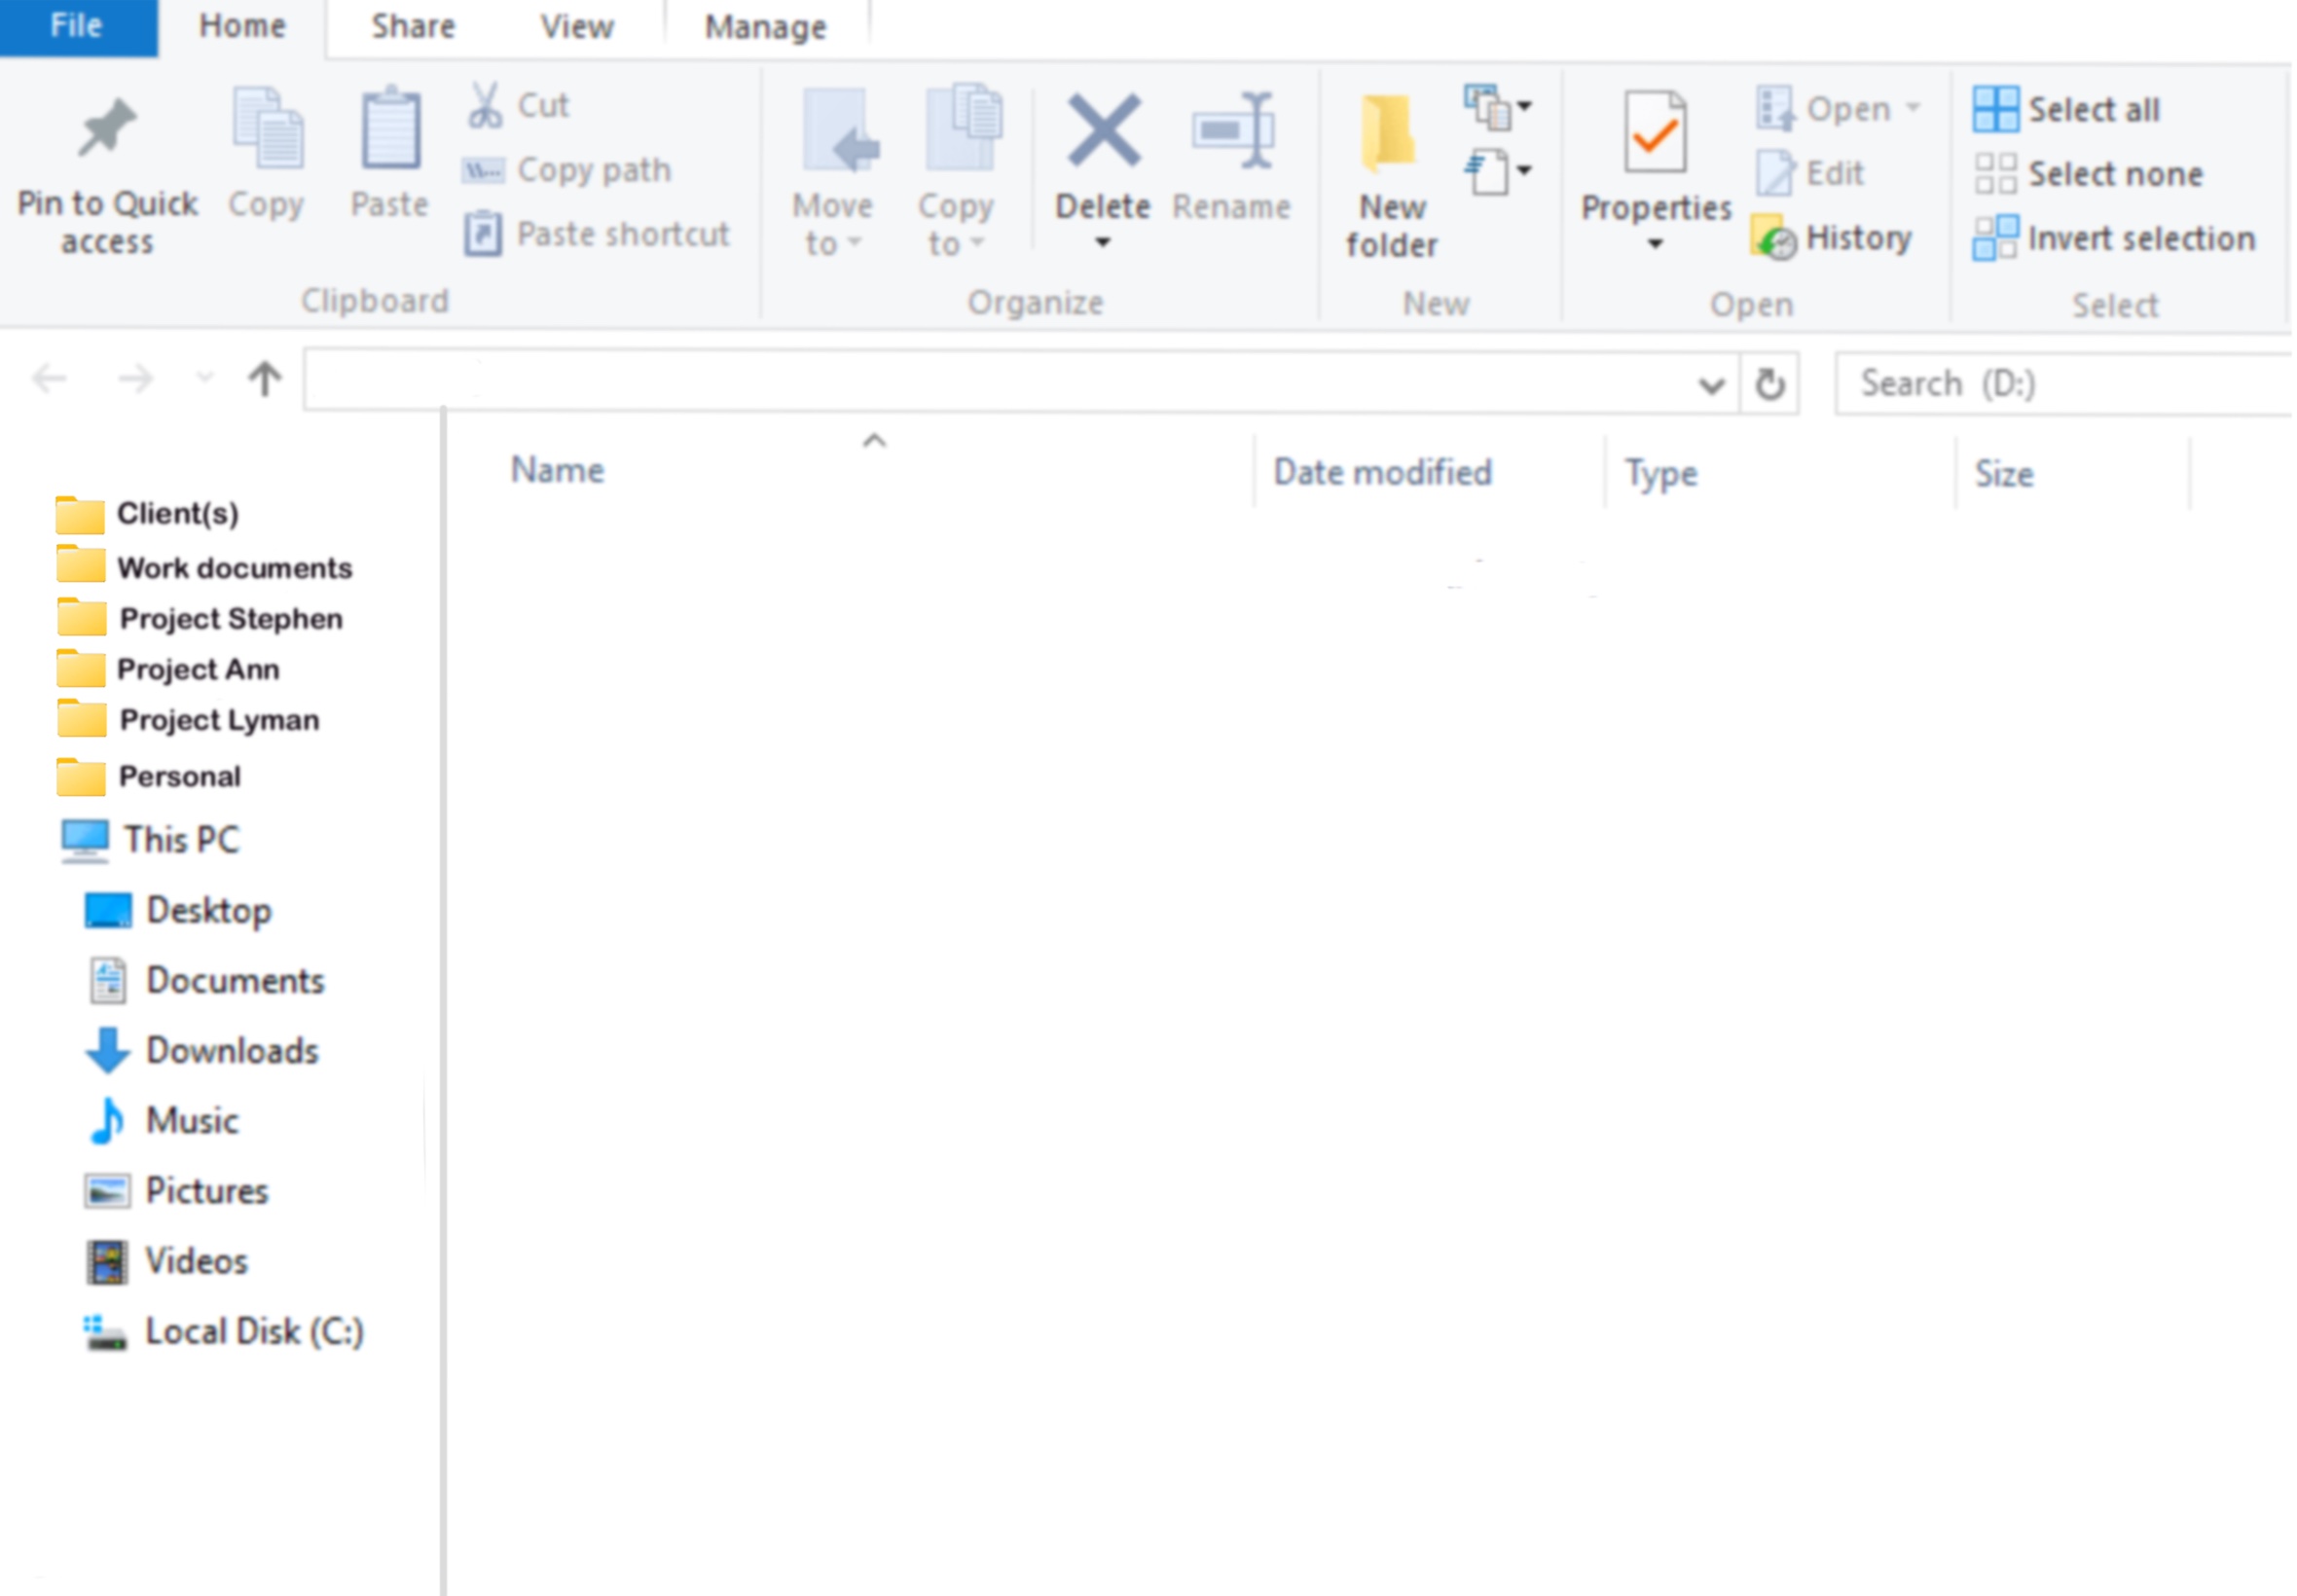 File Home Share View Manage
Pin to Quick access
Copy
Paste
Cut
Copy path
Paste shortcut
Clipboard
Move to
Copy to
Delete
Rename
Organize
New folder
New
Properties
Open
Edit
History
Open
Select all
Select none
Invert selection
Select
Search (D:)
Name Date modified Type Size
Client(s)
Work documents
Project Stephen
Project Ann
Project Lyman
Personal
This PC
Desktop
Documents
Downloads
Music
Pictures
Videos
Local Disk (C:)